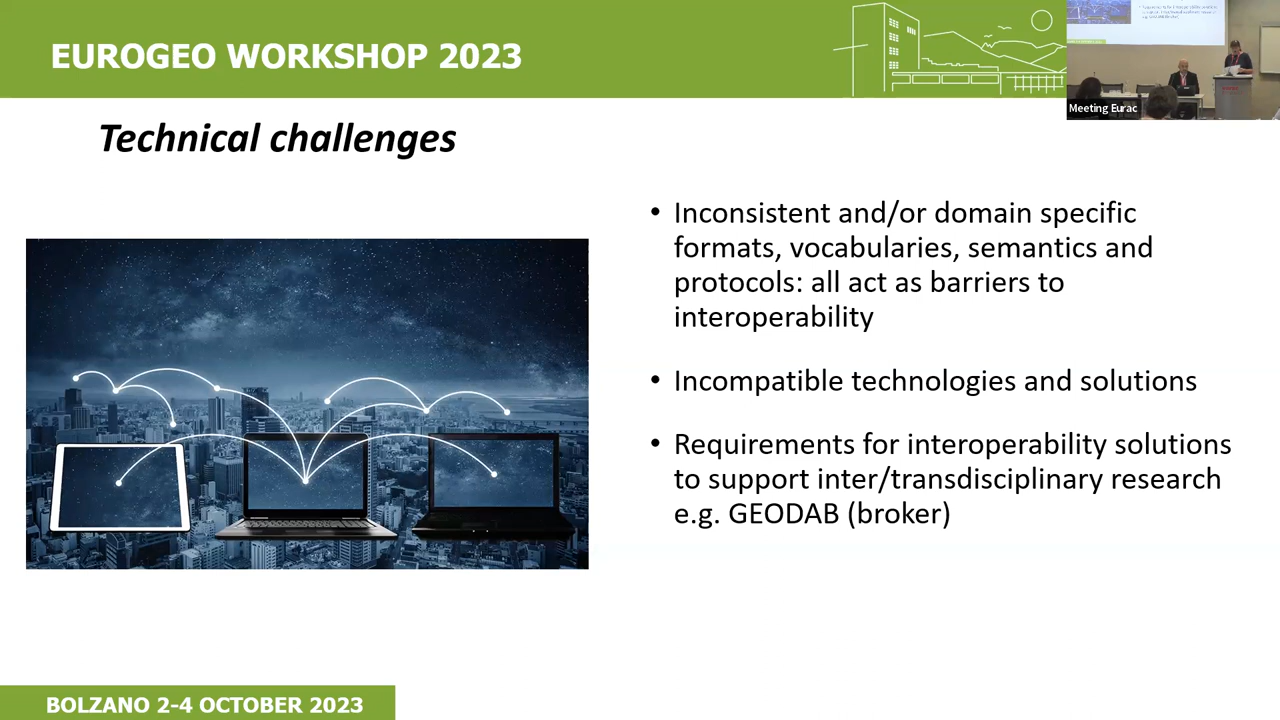 EUROGEO WORKSHOP 2023
Meeting Eurac
Technical challenges
• Inconsistent and/or domain specific
formats, vocabularies, semantics and
protocols: all act as barriers to
interoperability
• Incompatible technologies and solutions
• Requirements for interoperability solutions
to support inter/transdisciplinary research
e.g. GEODAB (broker)
BOLZANO 2-4 OCTOBER 2023